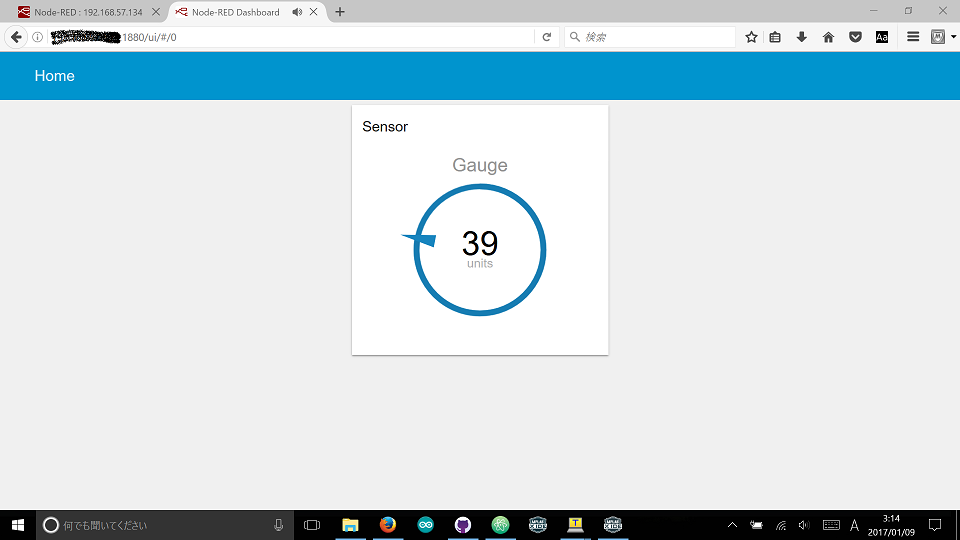 Node-RED : 192.168.57.134
Node-RED Dashboard
1880/ui/#/0
検索
Aa
Home
Sensor
Gauge
39
units
何でも聞いてください
T
A
3:14
2017/01/09